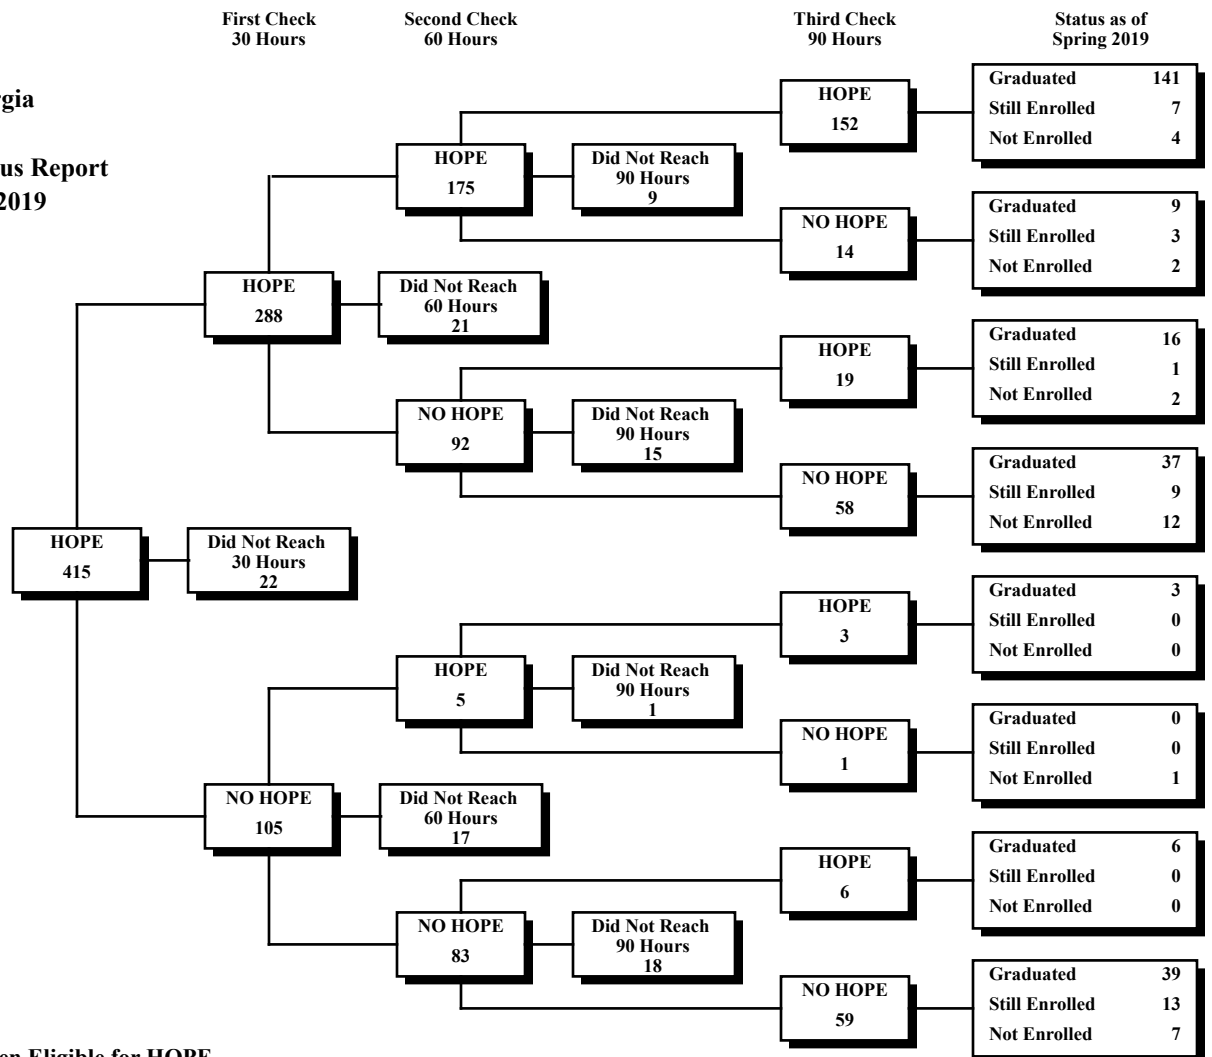 First Check
30 Hours
Second Check
60 Hours
Third Check
90 Hours
Status as of
Spring 2019
rgia
us Report
2019
HOPE
415
Did Not Reach
30 Hours
22
HOPE
288
Did Not Reach
60 Hours
21
NO HOPE
105
Did Not Reach
60 Hours
17
HOPE
175
Did Not Reach
90 Hours
9
NO HOPE
92
Did Not Reach
90 Hours
15
HOPE
5
Did Not Reach
90 Hours
1
NO HOPE
83
Did Not Reach
90 Hours
18
HOPE
152
Graduated 141
Still Enrolled 7
Not Enrolled 4
NO HOPE
14
Graduated 9
Still Enrolled 3
Not Enrolled 2
HOPE
19
Graduated 16
Still Enrolled 1
Not Enrolled 2
NO HOPE
58
Graduated 37
Still Enrolled 9
Not Enrolled 12
HOPE
3
Graduated 3
Still Enrolled 0
Not Enrolled 0
NO HOPE
1
Graduated 0
Still Enrolled 0
Not Enrolled 1
HOPE
6
Graduated 6
Still Enrolled 0
Not Enrolled 0
NO HOPE
59
Graduated 39
Still Enrolled 13
Not Enrolled 7
en Eligible for HOPE